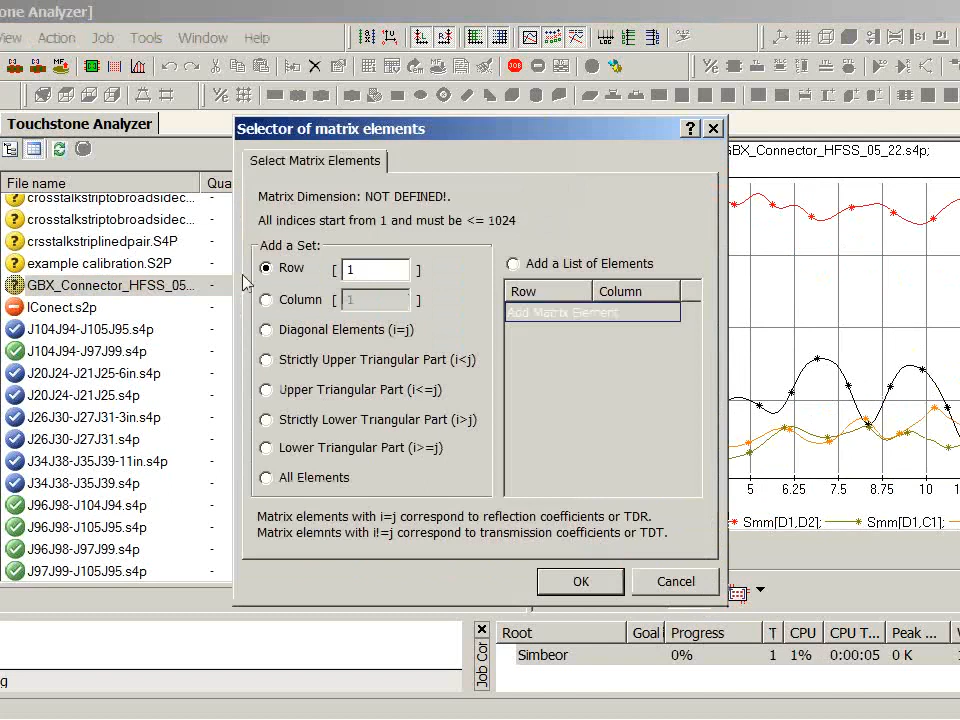 one Analyzer]
View Action Job Tools Window Help
Touchstone Analyzer
File name Qua
crosstalkstriptobroadsidec... -
crosstalkstriptobroadsidec... -
crsstalkstriplinedpair.S4P -
example calibration.S2P -
GBX_Connector_HFSS_05... -
IConect.s2p -
J104J94-J105J95.s4p -
J104J94-J97J99.s4p -
J20J24-J21J25-6in.s4p -
J20J24-J21J25.s4p -
J26J30-J27J31-3in.s4p -
J26J30-J27J31.s4p -
J34J38-J35J39-11in.s4p -
J34J38-J35J39.s4p -
J96J98-J104J94.s4p -
J96J98-J105J95.s4p -
J96J98-J97J99.s4p -
J97J99-J105J95.s4p -
Selector of matrix elements
Select Matrix Elements
Matrix Dimension: NOT DEFINED!.
All indices start from 1 and must be <= 1024
Add a Set:
Row [ 1 ]
Column [ 1 ]
Diagonal Elements (i=j)
Strictly Upper Triangular Part (i<j)
Upper Triangular Part (i<=j)
Strictly Lower Triangular Part (i>j)
Lower Triangular Part (i>=j)
All Elements
Add a List of Elements
Row Column
Add Matrix Element
Matrix elements with i=j correspond to reflection coefficients or TDR.
Matrix elemnts with i!=j correspond to transmission coefficients or TDT.
OK Cancel
GBX_Connector_HFSS_05_22.s4p;
5 6.25 7.5 8.75 10
Smm[D1,D2]; Smm[D1,C1];
Job Cor
Root Goal Progress T CPU CPU T... Peak ...
Simbeor 0% 1 1% 0:00:05 0 K
g